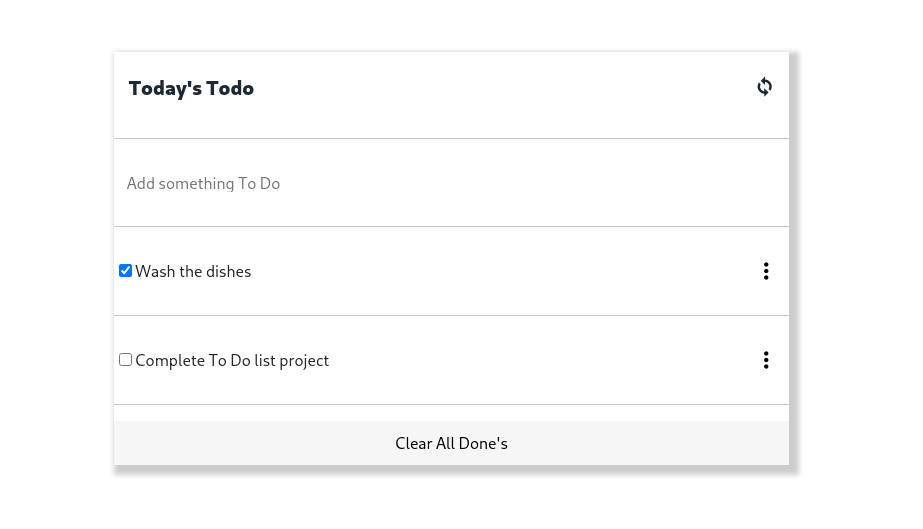 Today's Todo
Add something To Do
Wash the dishes
Complete To Do list project
Clear All Done's